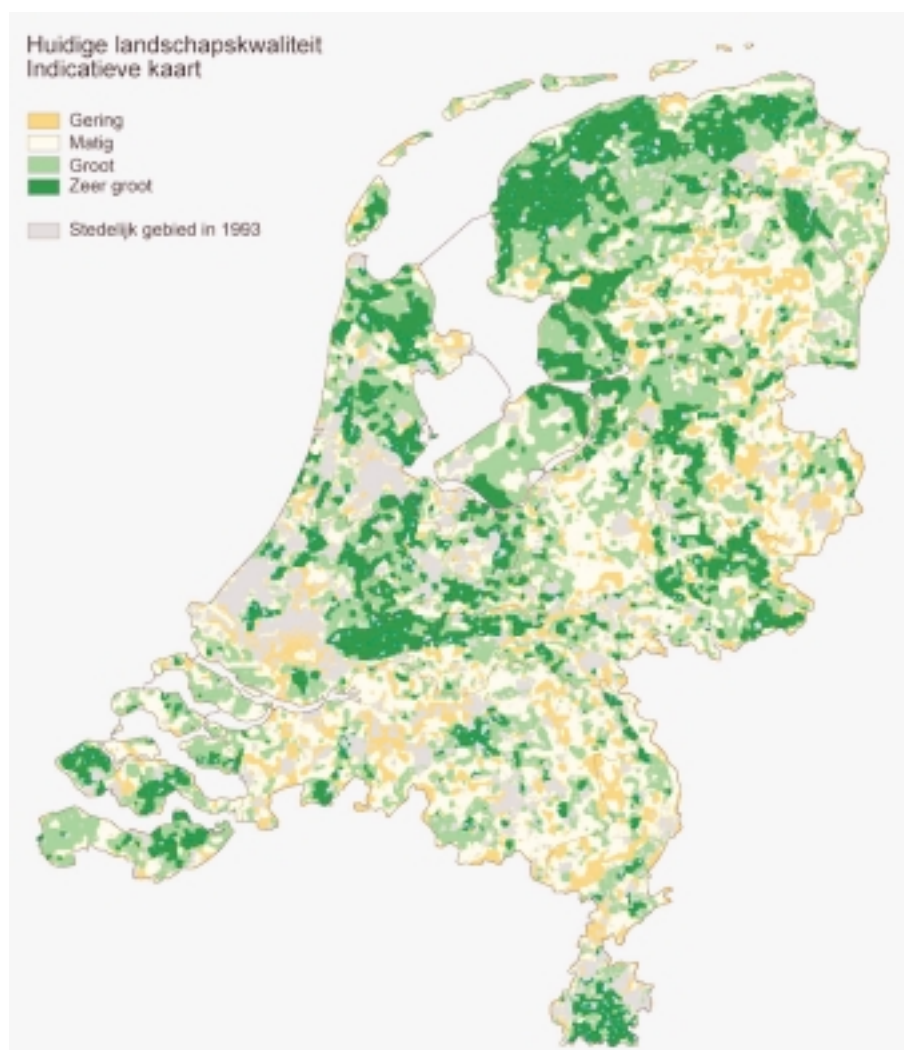 Huidige landschapskwaliteit
Indicatieve kaart
Gering
Matig
Groot
Zeer groot
Stedelijk gebied in 1993